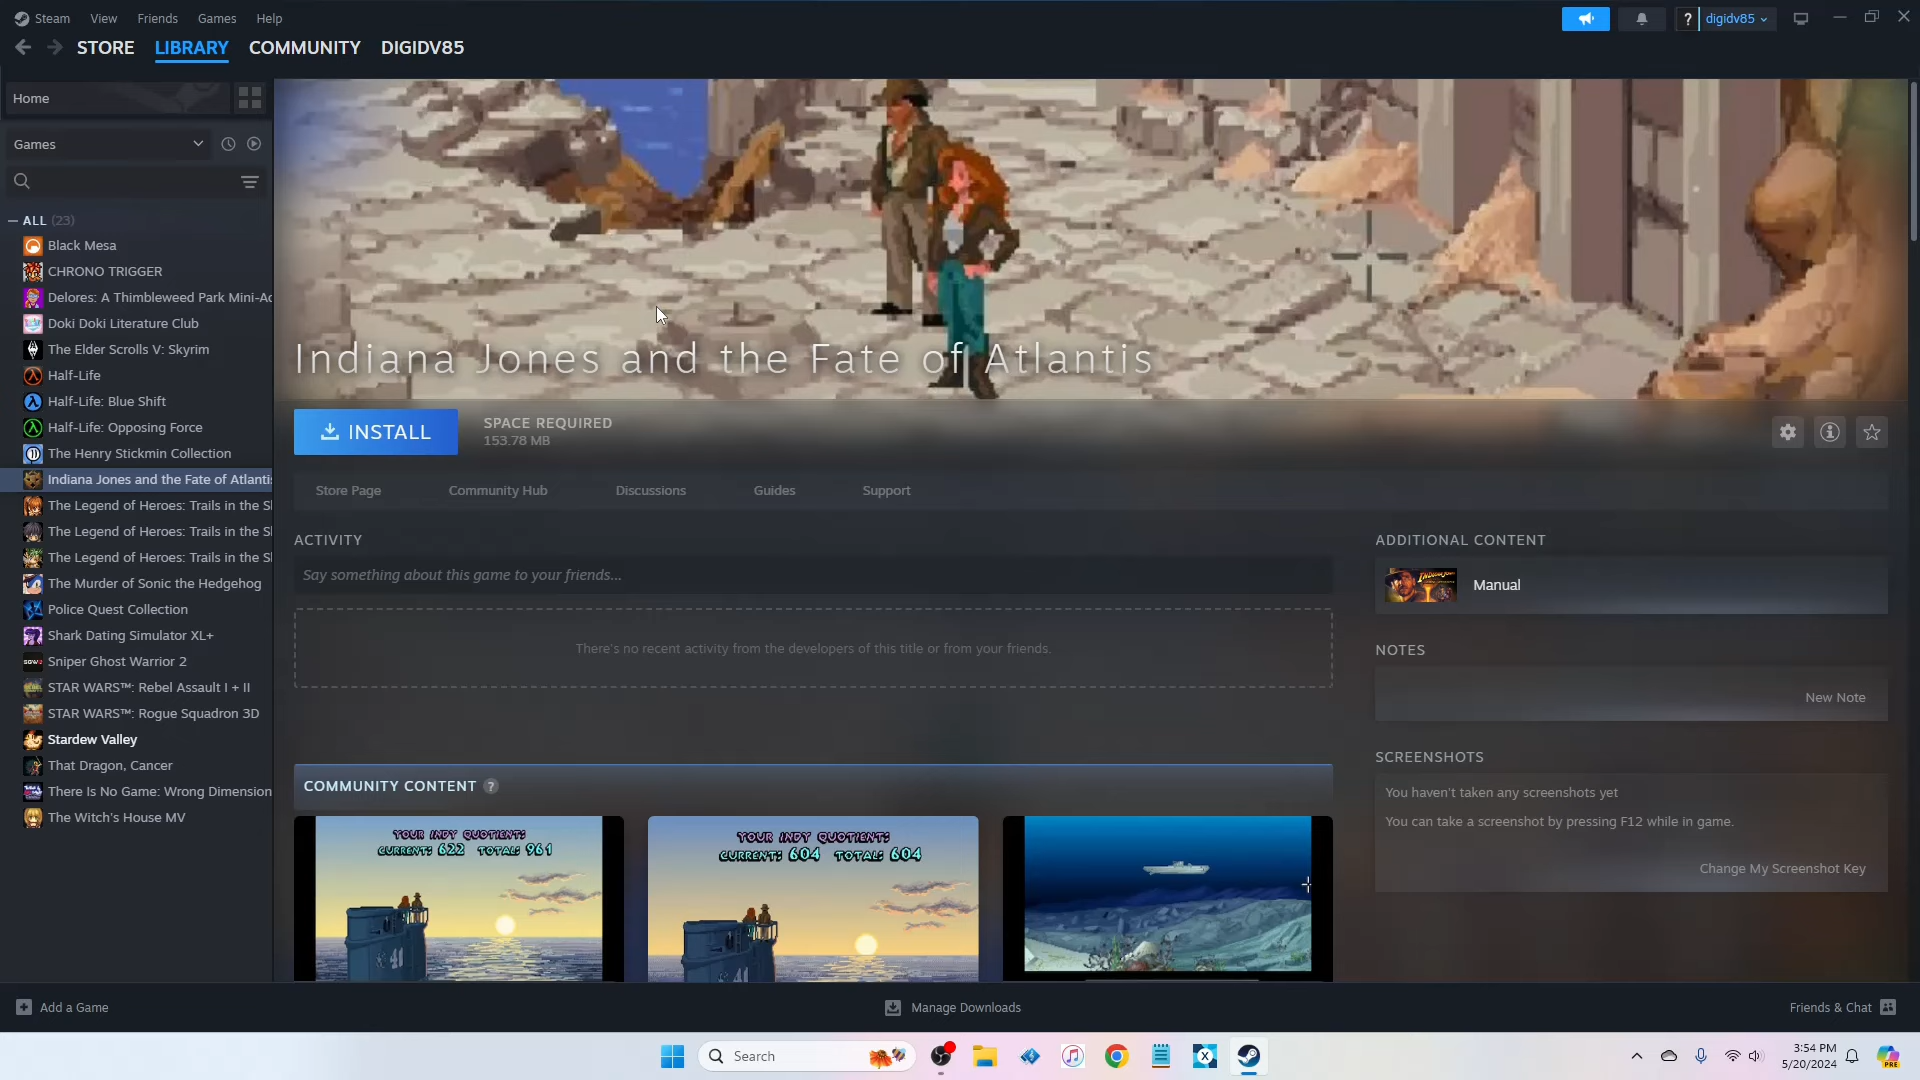 Steam View Friends Games Help
? digidv85
STORE LIBRARY COMMUNITY DIGIDV85
Home
Games
ALL (23)
Black Mesa
CHRONO TRIGGER
Delores: A Thimbleweed Park Mini-Ad
Doki Doki Literature Club
The Elder Scrolls V: Skyrim
Half-Life
Half-Life: Blue Shift
Half-Life: Opposing Force
The Henry Stickmin Collection
Indiana Jones and the Fate of Atlantis
The Legend of Heroes: Trails in the Sl
The Legend of Heroes: Trails in the Sl
The Legend of Heroes: Trails in the Sl
The Murder of Sonic the Hedgehog
Police Quest Collection
Shark Dating Simulator XL+
Sniper Ghost Warrior 2
STAR WARS™: Rebel Assault I + II
STAR WARS™: Rogue Squadron 3D
Stardew Valley
That Dragon, Cancer
There Is No Game: Wrong Dimension
The Witch's House MV
Indiana Jones and the Fate of Atlantis
INSTALL
SPACE REQUIRED
153.78 MB
Store Page Community Hub Discussions Guides Support
ACTIVITY
Say something about this game to your friends...
There's no recent activity from the developers of this title or from your friends.
COMMUNITY CONTENT ?
YOUR INDY QUOTIENT:
CURRENT: 622 TOTAL: 961
YOUR INDY QUOTIENT:
CURRENT: 604 TOTAL: 604
ADDITIONAL CONTENT
Manual
NOTES
New Note
SCREENSHOTS
You haven't taken any screenshots yet
You can take a screenshot by pressing F12 while in game.
Change My Screenshot Key
Add a Game
Manage Downloads
Friends & Chat
Search
3:54 PM
5/20/2024
PRE